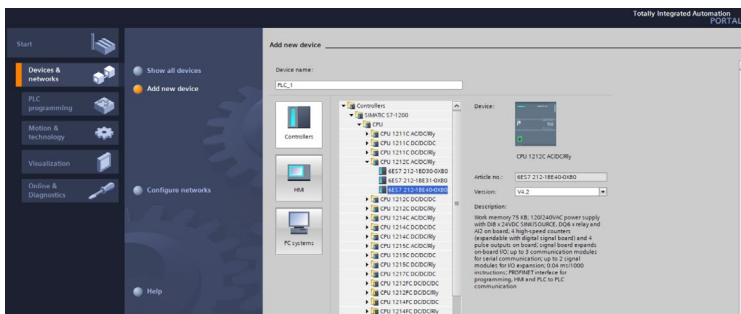 Totally Integrated Automation
PORTAL
Start
Devices & networks
PLC programming
Motion & technology
Visualization
Online & Diagnostics
Show all devices
Add new device
Configure networks
Help
Add new device
Device name:
PLC_1
Controllers
HMI
PC systems
Controllers
SIMATIC S7-1200
CPU
CPU 1211C AC/DC/Rly
CPU 1211C DC/DC/DC
CPU 1211C DC/DC/Rly
CPU 1212C AC/DC/Rly
6ES7 212-1BD30-0XB0
6ES7 212-1BE31-0XB0
6ES7 212-1BE40-0XB0
CPU 1212C DC/DC/DC
CPU 1212C DC/DC/Rly
CPU 1214C AC/DC/Rly
CPU 1214C DC/DC/DC
CPU 1214C DC/DC/Rly
CPU 1215C AC/DC/Rly
CPU 1215C DC/DC/DC
CPU 1215C DC/DC/Rly
CPU 1217C DC/DC/DC
CPU 1212FC DC/DC/DC
CPU 1212FC DC/DC/Rly
CPU 1214FC DC/DC/DC
CPU 1214FC DC/DC/Rly
Device:
CPU 1212C AC/DC/Rly
Article no.:
6ES7 212-1BE40-0XB0
Version:
V4.2
Description:
Work memory 75 KB; 120/240VAC power supply
with DI8 x 24VDC SINK/SOURCE, DQ6 x relay and
AI2 on board; 4 high-speed counters
(expandable with digital signal board) and 4
pulse outputs on board; signal board expands
on-board I/O; up to 3 communication modules
for serial communication; up to 2 signal
modules for I/O expansion; 0.04 ms/1000
instructions; PROFINET interface for
programming, HMI and PLC to PLC
communication